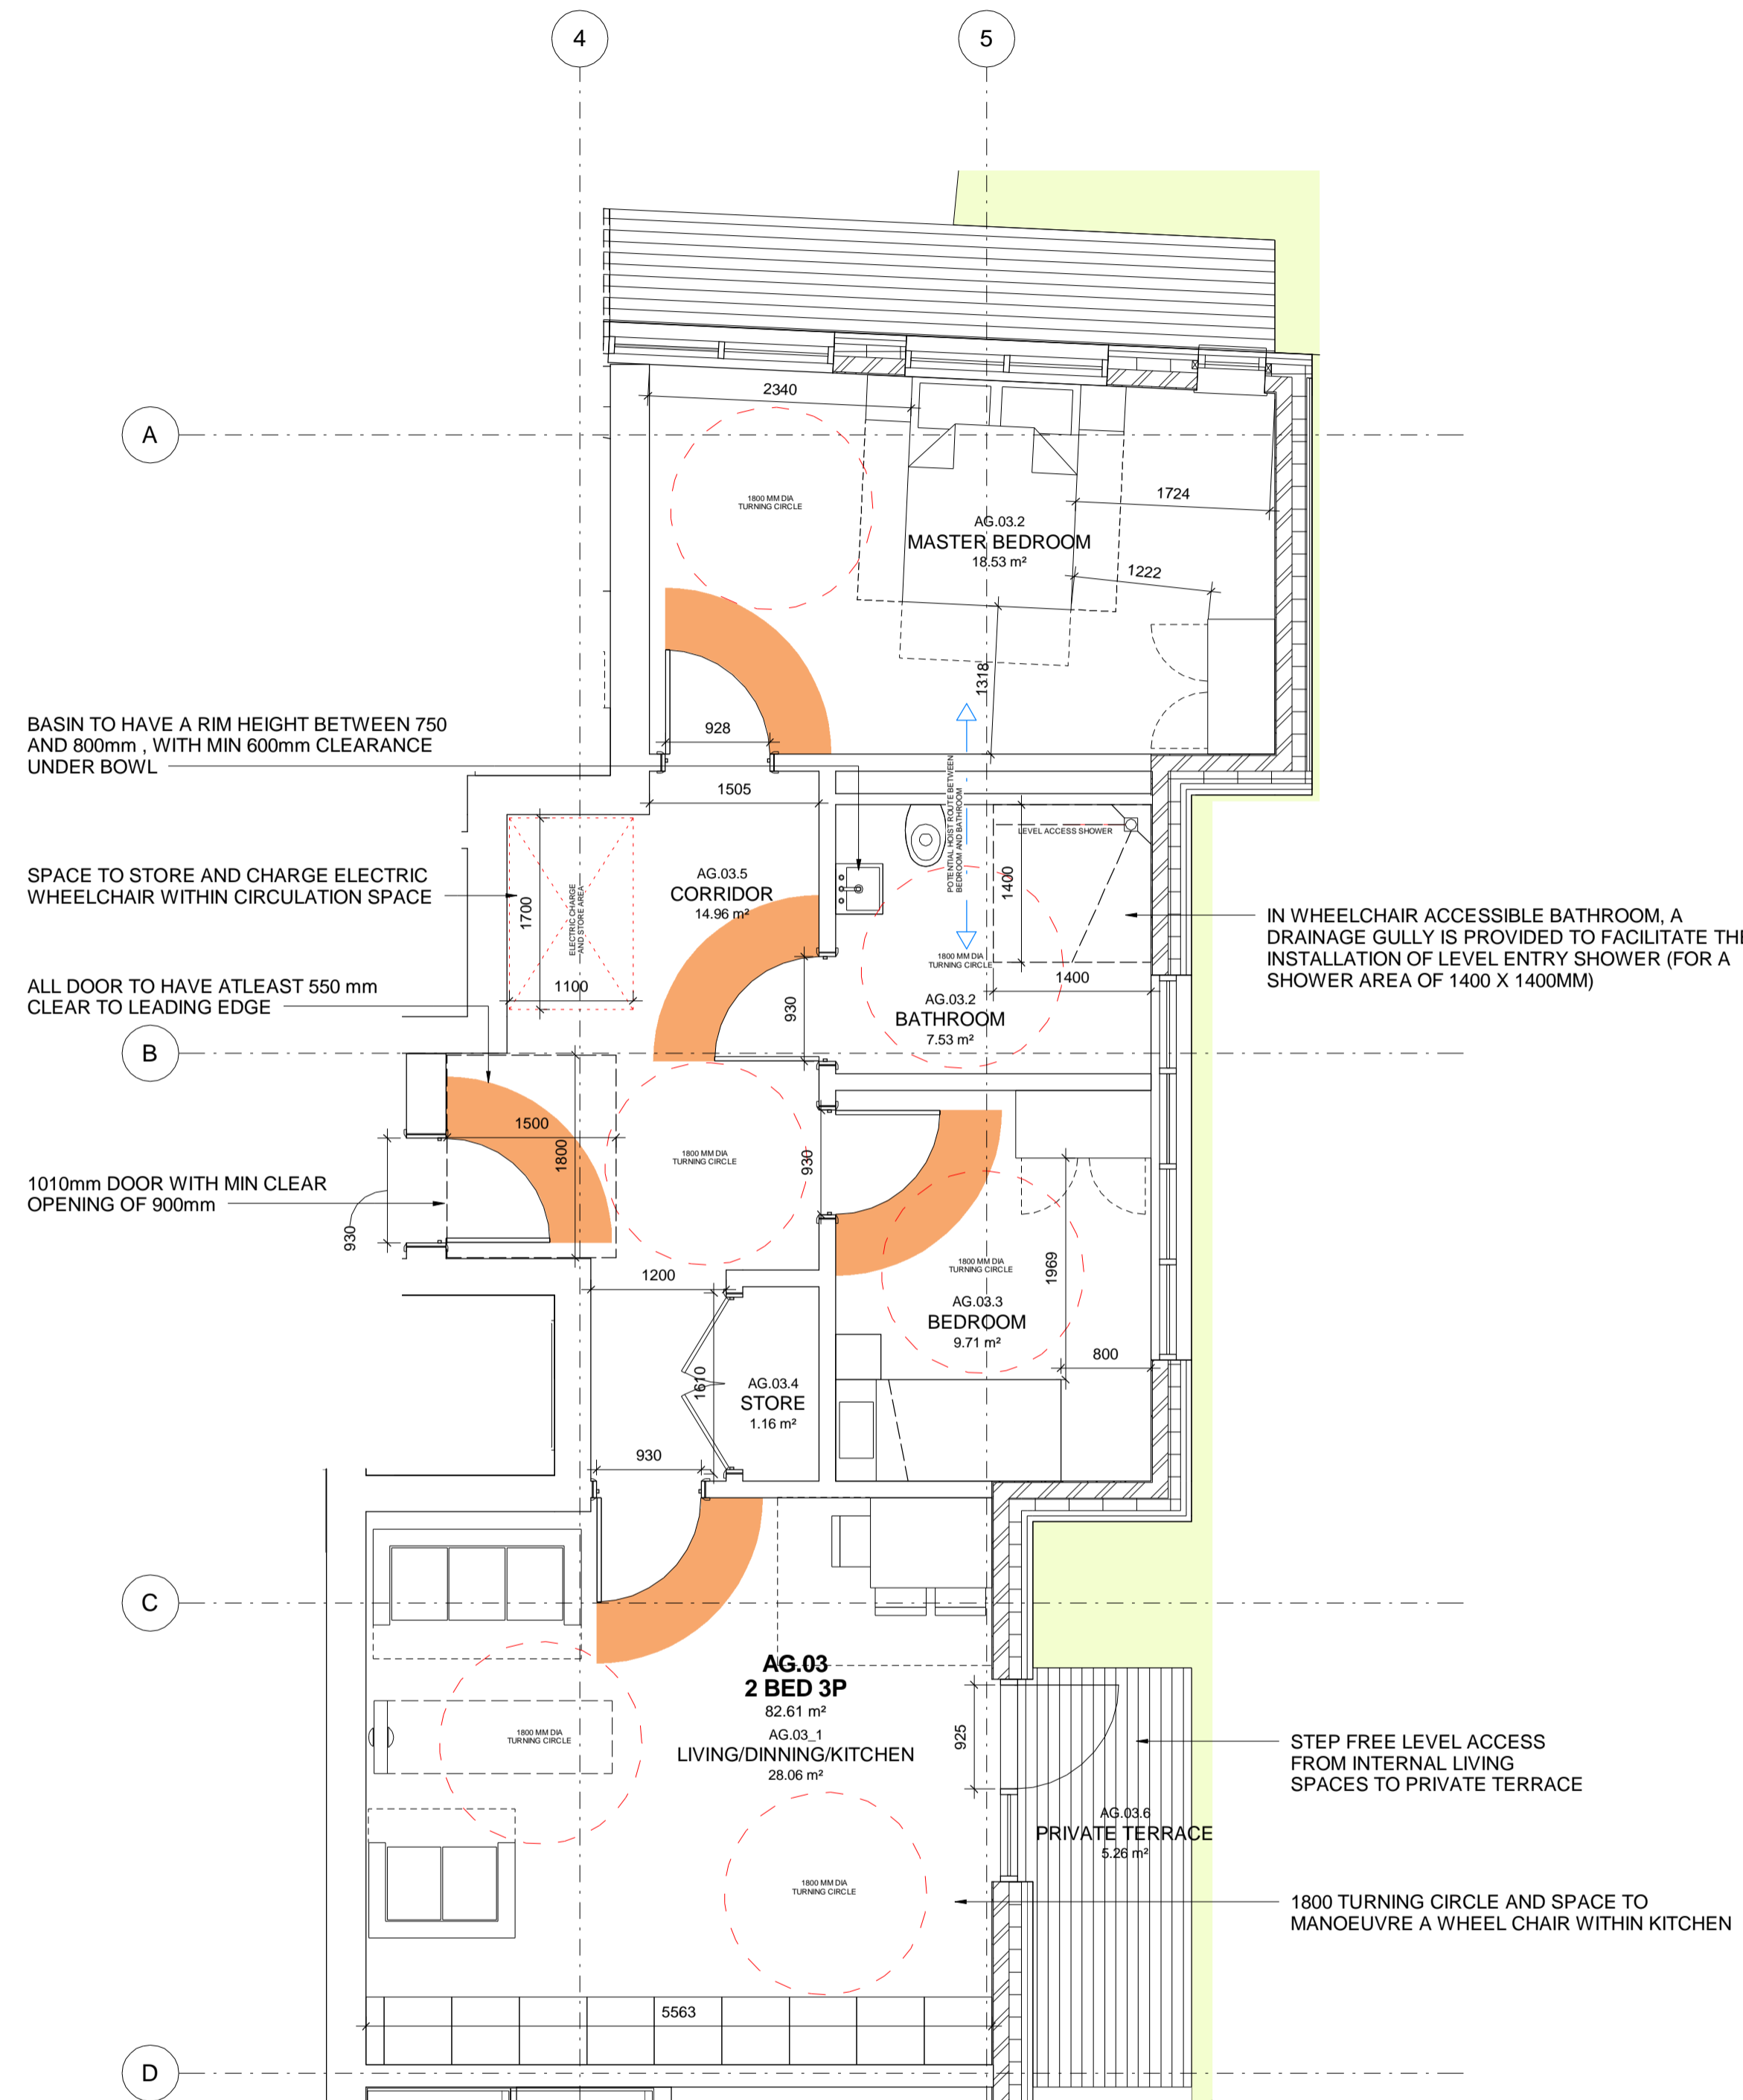 4
5
A
2340
1800 MM DIA
TURNING CIRCLE
1724
AG.03.2
MASTER BEDROOM
18.53 m²
1222
1318
928
BASIN TO HAVE A RIM HEIGHT BETWEEN 750
AND 800mm , WITH MIN 600mm CLEARANCE
UNDER BOWL
1505
POTENTIAL HOIST ROUTE BETWEEN
BEDROOM AND BATHROOM
LEVEL ACCESS SHOWER
1400
SPACE TO STORE AND CHARGE ELECTRIC
WHEELCHAIR WITHIN CIRCULATION SPACE
1700
ELECTRIC CHARGE
AND STORE AREA
1100
AG.03.5
CORRIDOR
14.96 m²
IN WHEELCHAIR ACCESSIBLE BATHROOM, A
DRAINAGE GULLY IS PROVIDED TO FACILITATE THE
INSTALLATION OF LEVEL ENTRY SHOWER (FOR A
SHOWER AREA OF 1400 X 1400MM)
1800 MM DIA
TURNING CIRCLE
1400
930
AG.03.2
BATHROOM
7.53 m²
ALL DOOR TO HAVE ATLEAST 550 mm
CLEAR TO LEADING EDGE
B
1500
1800
1800 MM DIA
TURNING CIRCLE
930
1010mm DOOR WITH MIN CLEAR
OPENING OF 900mm
930
1200
1800 MM DIA
TURNING CIRCLE
1969
AG.03.3
BEDROOM
9.71 m²
800
1610
AG.03.4
STORE
1.16 m²
930
C
AG.03
2 BED 3P
82.61 m²
AG.03_1
LIVING/DINNING/KITCHEN
28.06 m²
1800 MM DIA
TURNING CIRCLE
925
STEP FREE LEVEL ACCESS
FROM INTERNAL LIVING
SPACES TO PRIVATE TERRACE
AG.03.6
PRIVATE TERRACE
5.26 m²
1800 MM DIA
TURNING CIRCLE
1800 TURNING CIRCLE AND SPACE TO
MANOEUVRE A WHEEL CHAIR WITHIN KITCHEN
5563
D